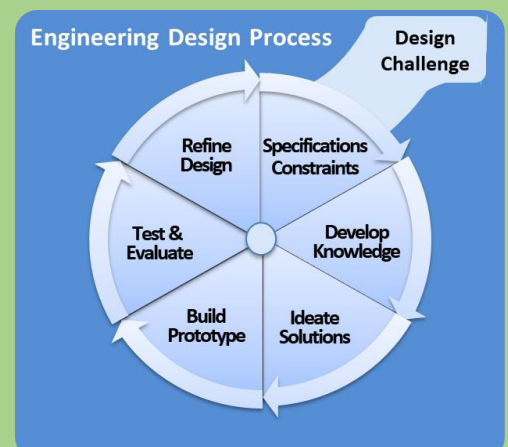 Engineering Design Process
Design
Challenge
Specifications
Constraints
Develop
Knowledge
Ideate
Solutions
Build
Prototype
Test &
Evaluate
Refine
Design